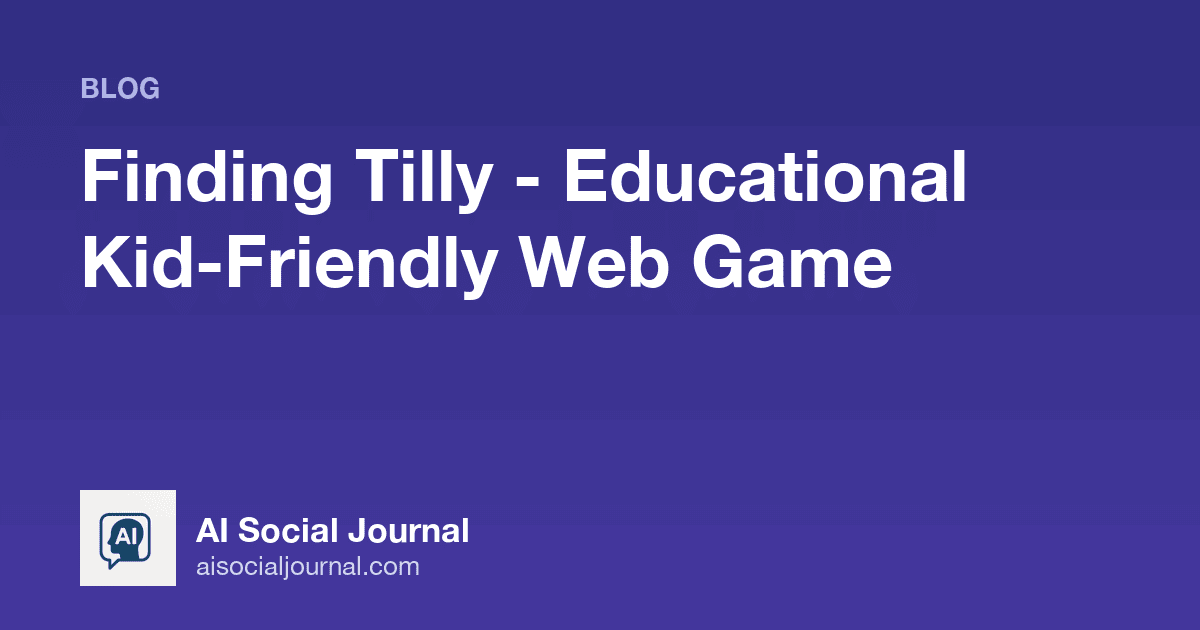 BLOG
Finding Tilly - Educational
Kid-Friendly Web Game
AI
AI Social Journal
aisocialjournal.com